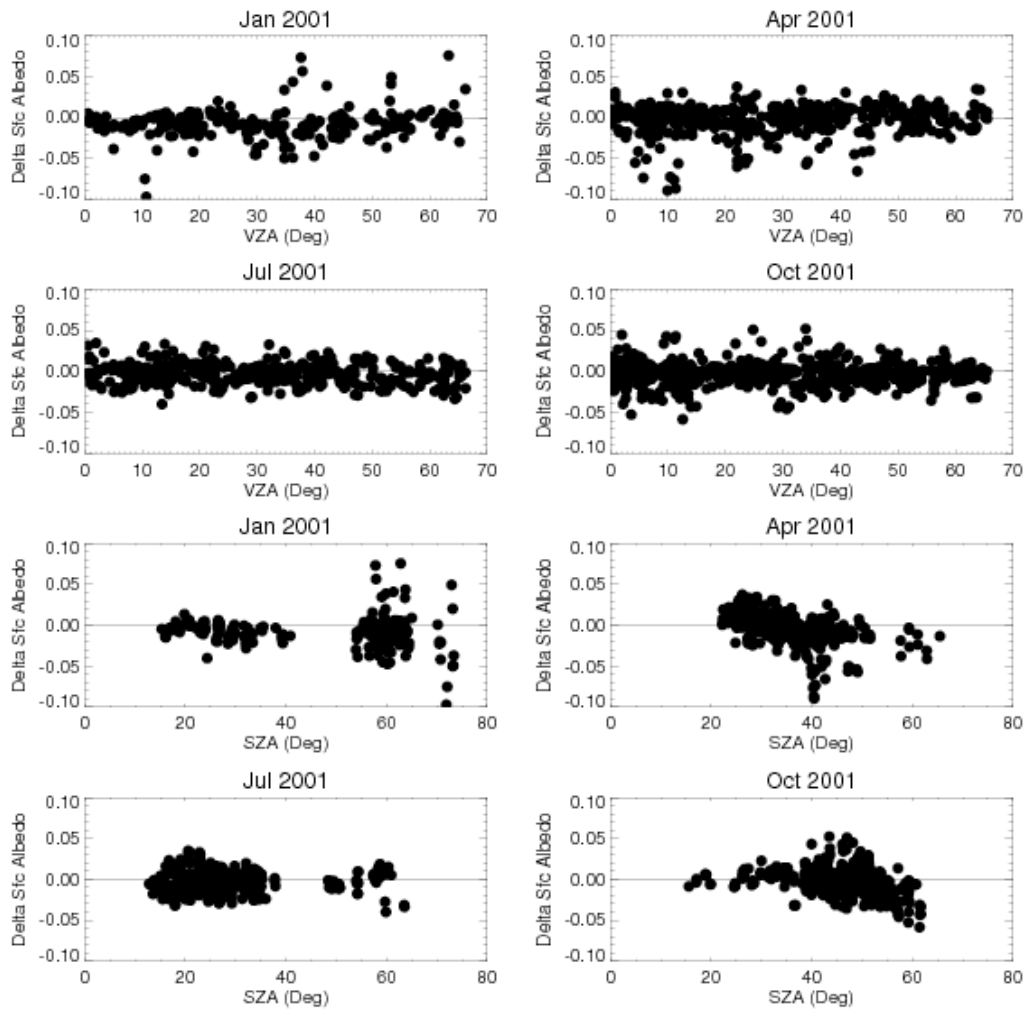 Jan 2001
Apr 2001
0.10
0.05
0.00
-0.05
-0.10
Delta Sfc Albedo
0 10 20 30 40 50 60 70
VZA (Deg)
0.10
0.05
0.00
-0.05
-0.10
Delta Sfc Albedo
0 10 20 30 40 50 60 70
VZA (Deg)
Jul 2001
Oct 2001
0.10
0.05
0.00
-0.05
-0.10
Delta Sfc Albedo
0 10 20 30 40 50 60 70
VZA (Deg)
0.10
0.05
0.00
-0.05
-0.10
Delta Sfc Albedo
0 10 20 30 40 50 60 70
VZA (Deg)
Jan 2001
Apr 2001
0.10
0.05
0.00
-0.05
-0.10
Delta Sfc Albedo
0 20 40 60 80
SZA (Deg)
0.10
0.05
0.00
-0.05
-0.10
Delta Sfc Albedo
0 20 40 60 80
SZA (Deg)
Jul 2001
Oct 2001
0.10
0.05
0.00
-0.05
-0.10
Delta Sfc Albedo
0 20 40 60 80
SZA (Deg)
0.10
0.05
0.00
-0.05
-0.10
Delta Sfc Albedo
0 20 40 60 80
SZA (Deg)